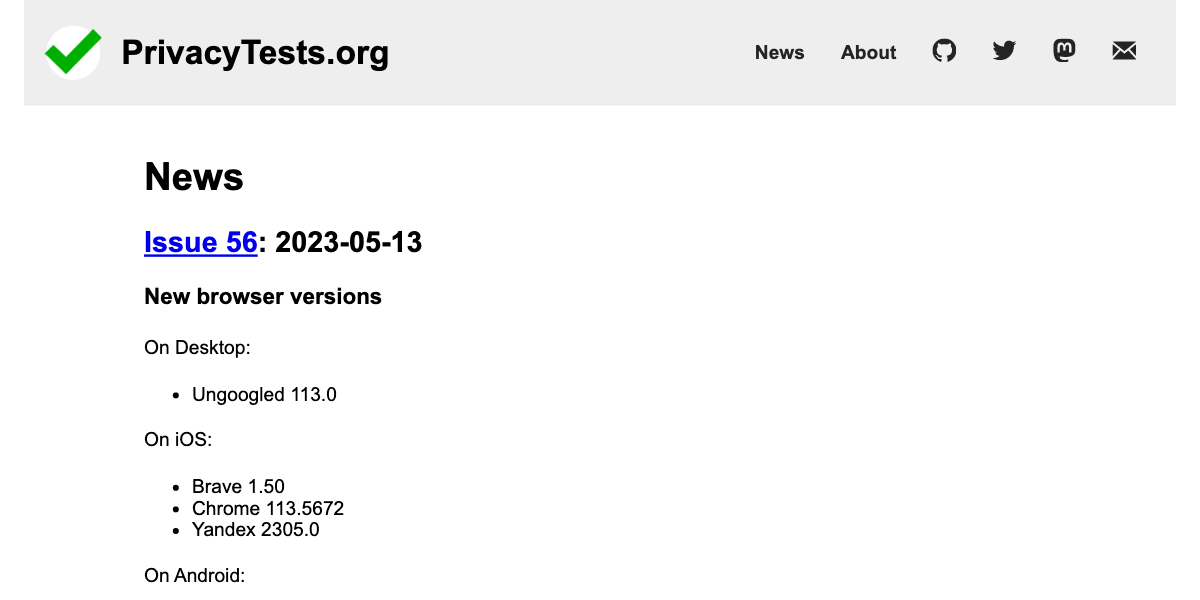 PrivacyTests.org
News About
News
Issue 56: 2023-05-13
New browser versions
On Desktop:
Ungoogled 113.0
On iOS:
Brave 1.50
Chrome 113.5672
Yandex 2305.0
On Android: